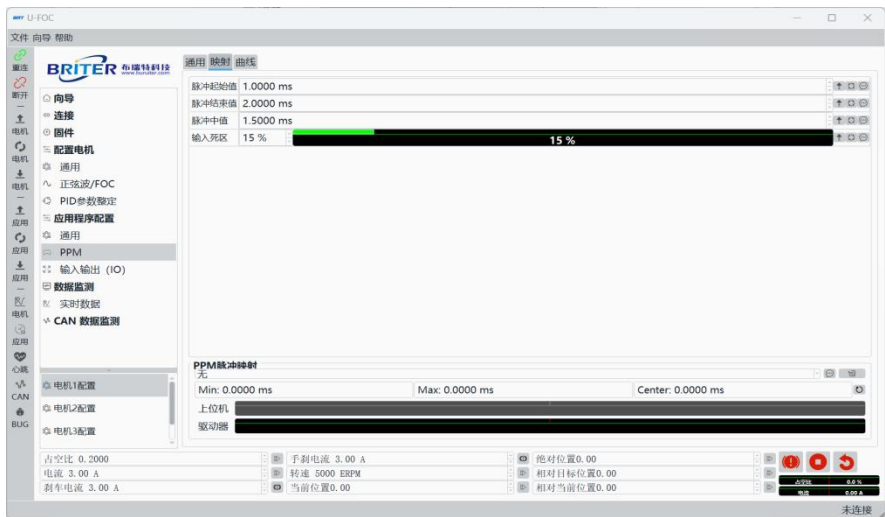 BRITER U-FOC
文件 向导 帮助
重连
断开
电机
电机
电机
应用
应用
应用
电机
应用
心跳
CAN
BUG
BRITER 布瑞特科技
www.buruiter.com
向导
连接
固件
配置电机
通用
正弦波/FOC
PID参数整定
应用程序配置
通用
PPM
输入输出 (IO)
数据监测
实时数据
CAN 数据监测
电机1配置
电机2配置
电机3配置
通用 映射 曲线
脉冲起始值 1.0000 ms
脉冲结束值 2.0000 ms
脉冲中值 1.5000 ms
输入死区 15 % 15 %
PPM脉冲映射
无
Min: 0.0000 ms Max: 0.0000 ms Center: 0.0000 ms
上位机
驱动器
占空比 0.2000 手刹电流 3.00 A 绝对位置0.00
电流 3.00 A 转速 5000 ERPM 相对目标位置0.00
刹车电流 3.00 A 当前位置0.00 相对当前位置0.00
占空比 0.0 %
电流 0.00 A
未连接